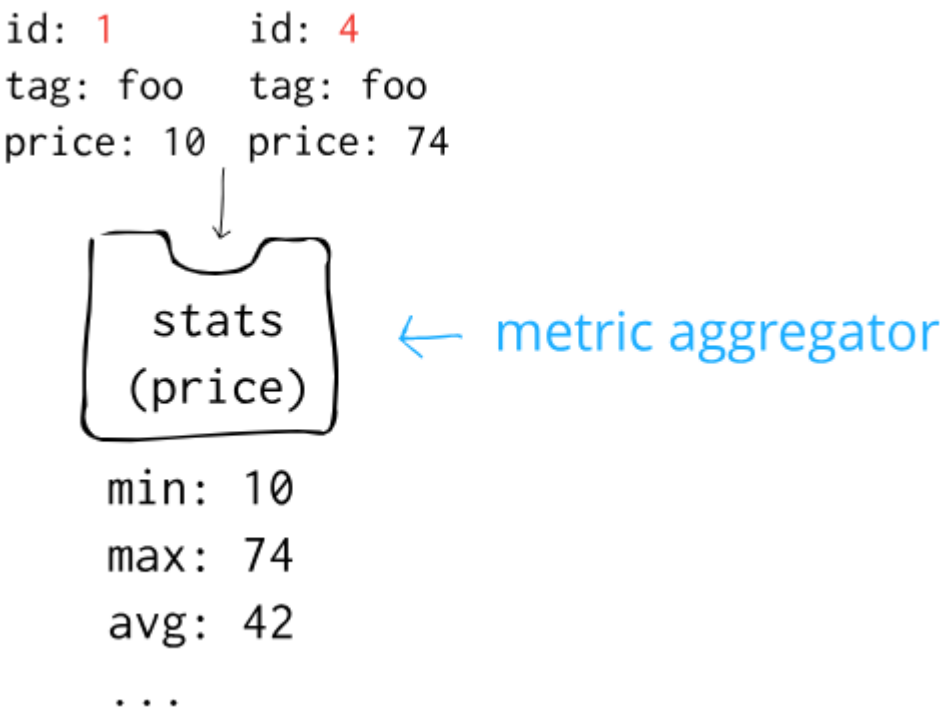 id: 1 id: 4
tag: foo tag: foo
price: 10 price: 74
stats
(price)
← metric aggregator
min: 10
max: 74
avg: 42
...